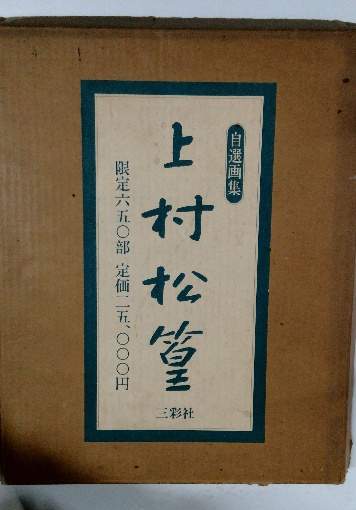 自選画集
上村松篁
限定六五〇部 定価二五、〇〇〇円
三彩社